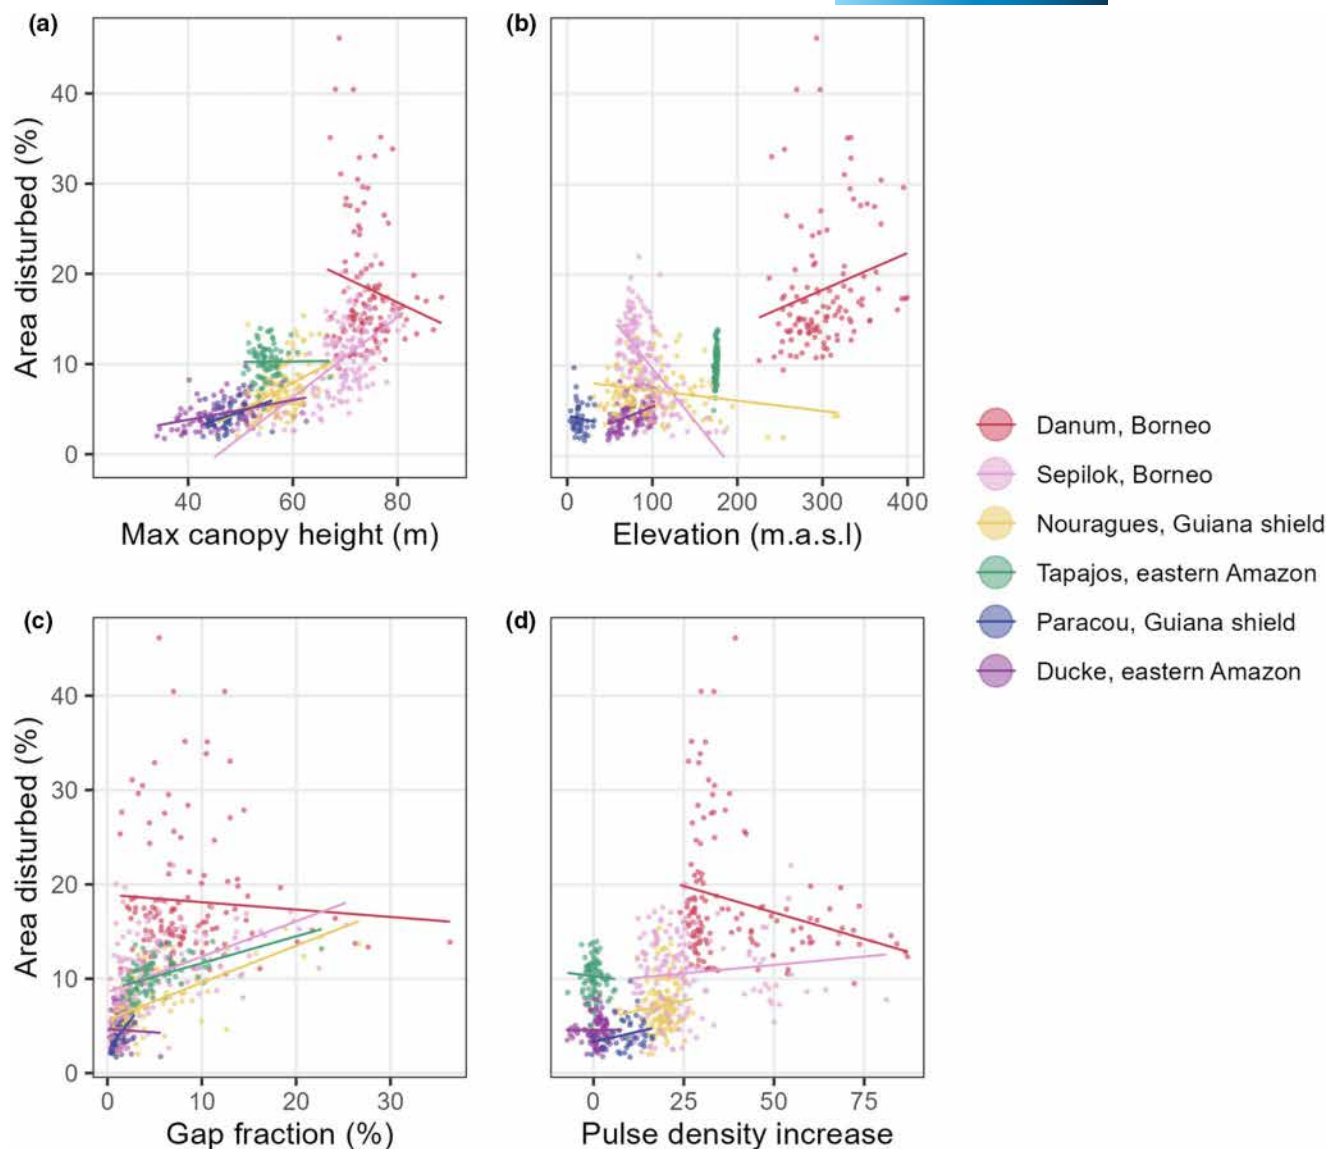 (a)
(b)
Area disturbed (%)
40
30
20
10
0
40 60 80
0 100 200 300 400
Max canopy height (m)
Elevation (m.a.s.l)
Danum, Borneo
Sepilok, Borneo
Nouragues, Guiana shield
Tapajos, eastern Amazon
Paracou, Guiana shield
Ducke, eastern Amazon
(c)
(d)
Area disturbed (%)
40
30
20
10
0
0 10 20 30
0 25 50 75
Gap fraction (%)
Pulse density increase